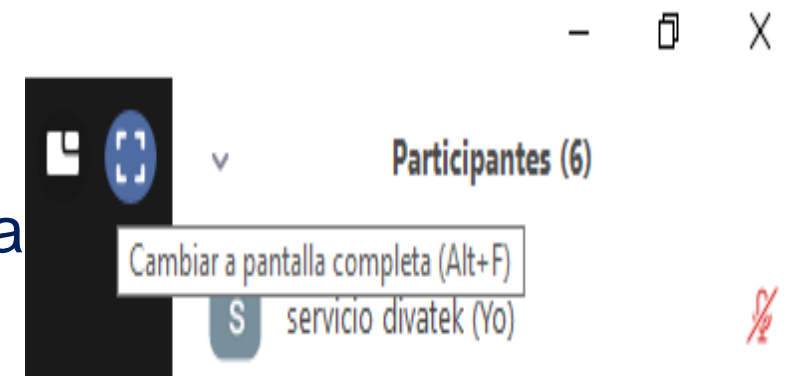 Participantes (6)
a
Cambiar a pantalla completa (Alt+F)
S servicio divatek (Yo)